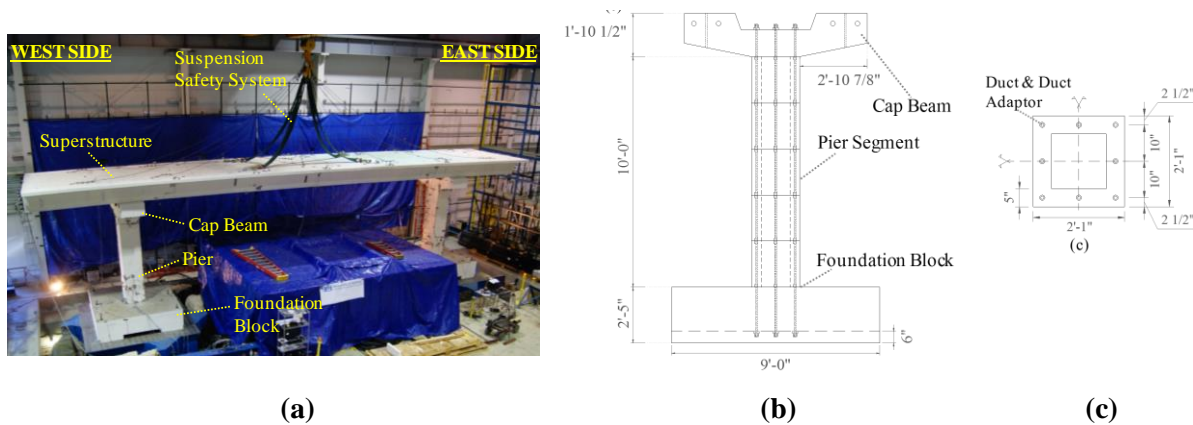 WEST SIDE
EAST SIDE
Suspension
Safety System
Superstructure
Cap Beam
Pier
Foundation
Block
(a)
1'-10 1/2"
2'-10 7/8"
Cap Beam
10'-0"
Pier Segment
Foundation Block
2'-5"
6"
9'-0"
(b)
Duct & Duct
Adaptor
2 1/2"
10"
2'-1"
10"
5"
2 1/2"
2'-1"
(c)
(c)